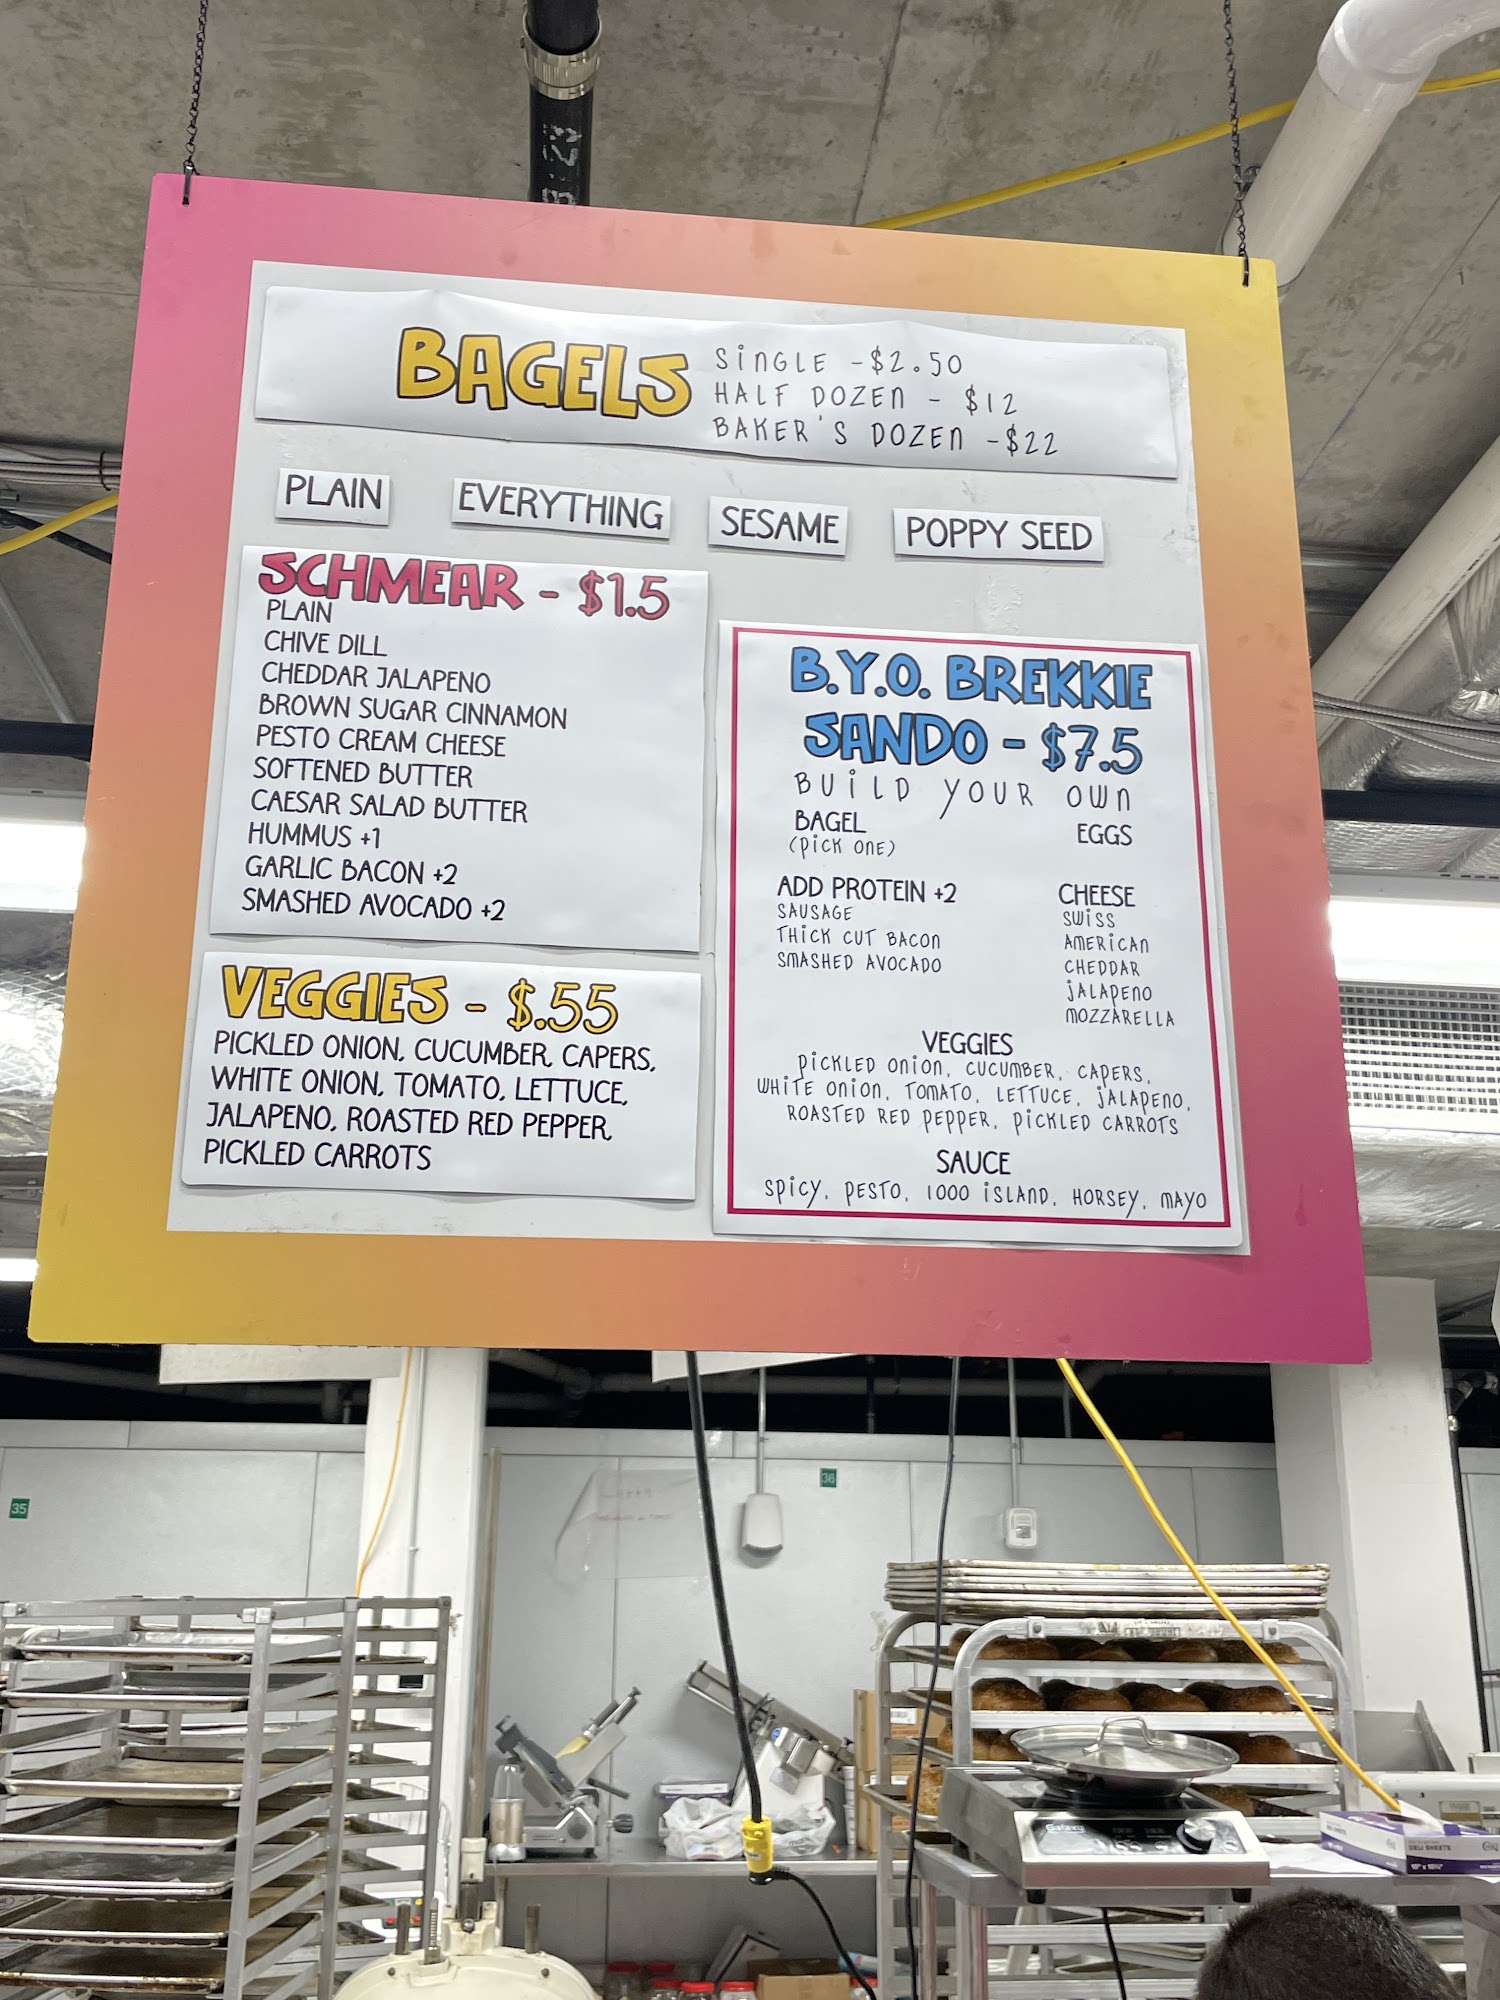 BAGELS
SINGLE - $2.50
HALF DOZEN - $12
BAKER'S DOZEN - $22
PLAIN
EVERYTHING
SESAME
POPPY SEED
SCHMEAR - $1.5
PLAIN
CHIVE DILL
CHEDDAR JALAPENO
BROWN SUGAR CINNAMON
PESTO CREAM CHEESE
SOFTENED BUTTER
CAESAR SALAD BUTTER
HUMMUS +1
GARLIC BACON +2
SMASHED AVOCADO +2
VEGGIES - $.55
PICKLED ONION, CUCUMBER, CAPERS,
WHITE ONION, TOMATO, LETTUCE,
JALAPENO, ROASTED RED PEPPER,
PICKLED CARROTS
B.Y.O. BREKKIE
SANDO - $7.5
BUILD YOUR OWN
BAGEL
(PICK ONE)
EGGS
ADD PROTEIN +2
SAUSAGE
THICK CUT BACON
SMASHED AVOCADO
CHEESE
SWISS
AMERICAN
CHEDDAR
JALAPENO
MOZZARELLA
VEGGIES
PICKLED ONION, CUCUMBER, CAPERS,
WHITE ONION, TOMATO, LETTUCE, JALAPENO,
ROASTED RED PEPPER, PICKLED CARROTS
SAUCE
SPICY, PESTO, 1000 ISLAND, HORSEY, MAYO
35
36
Galaxy
DELI SHEETS